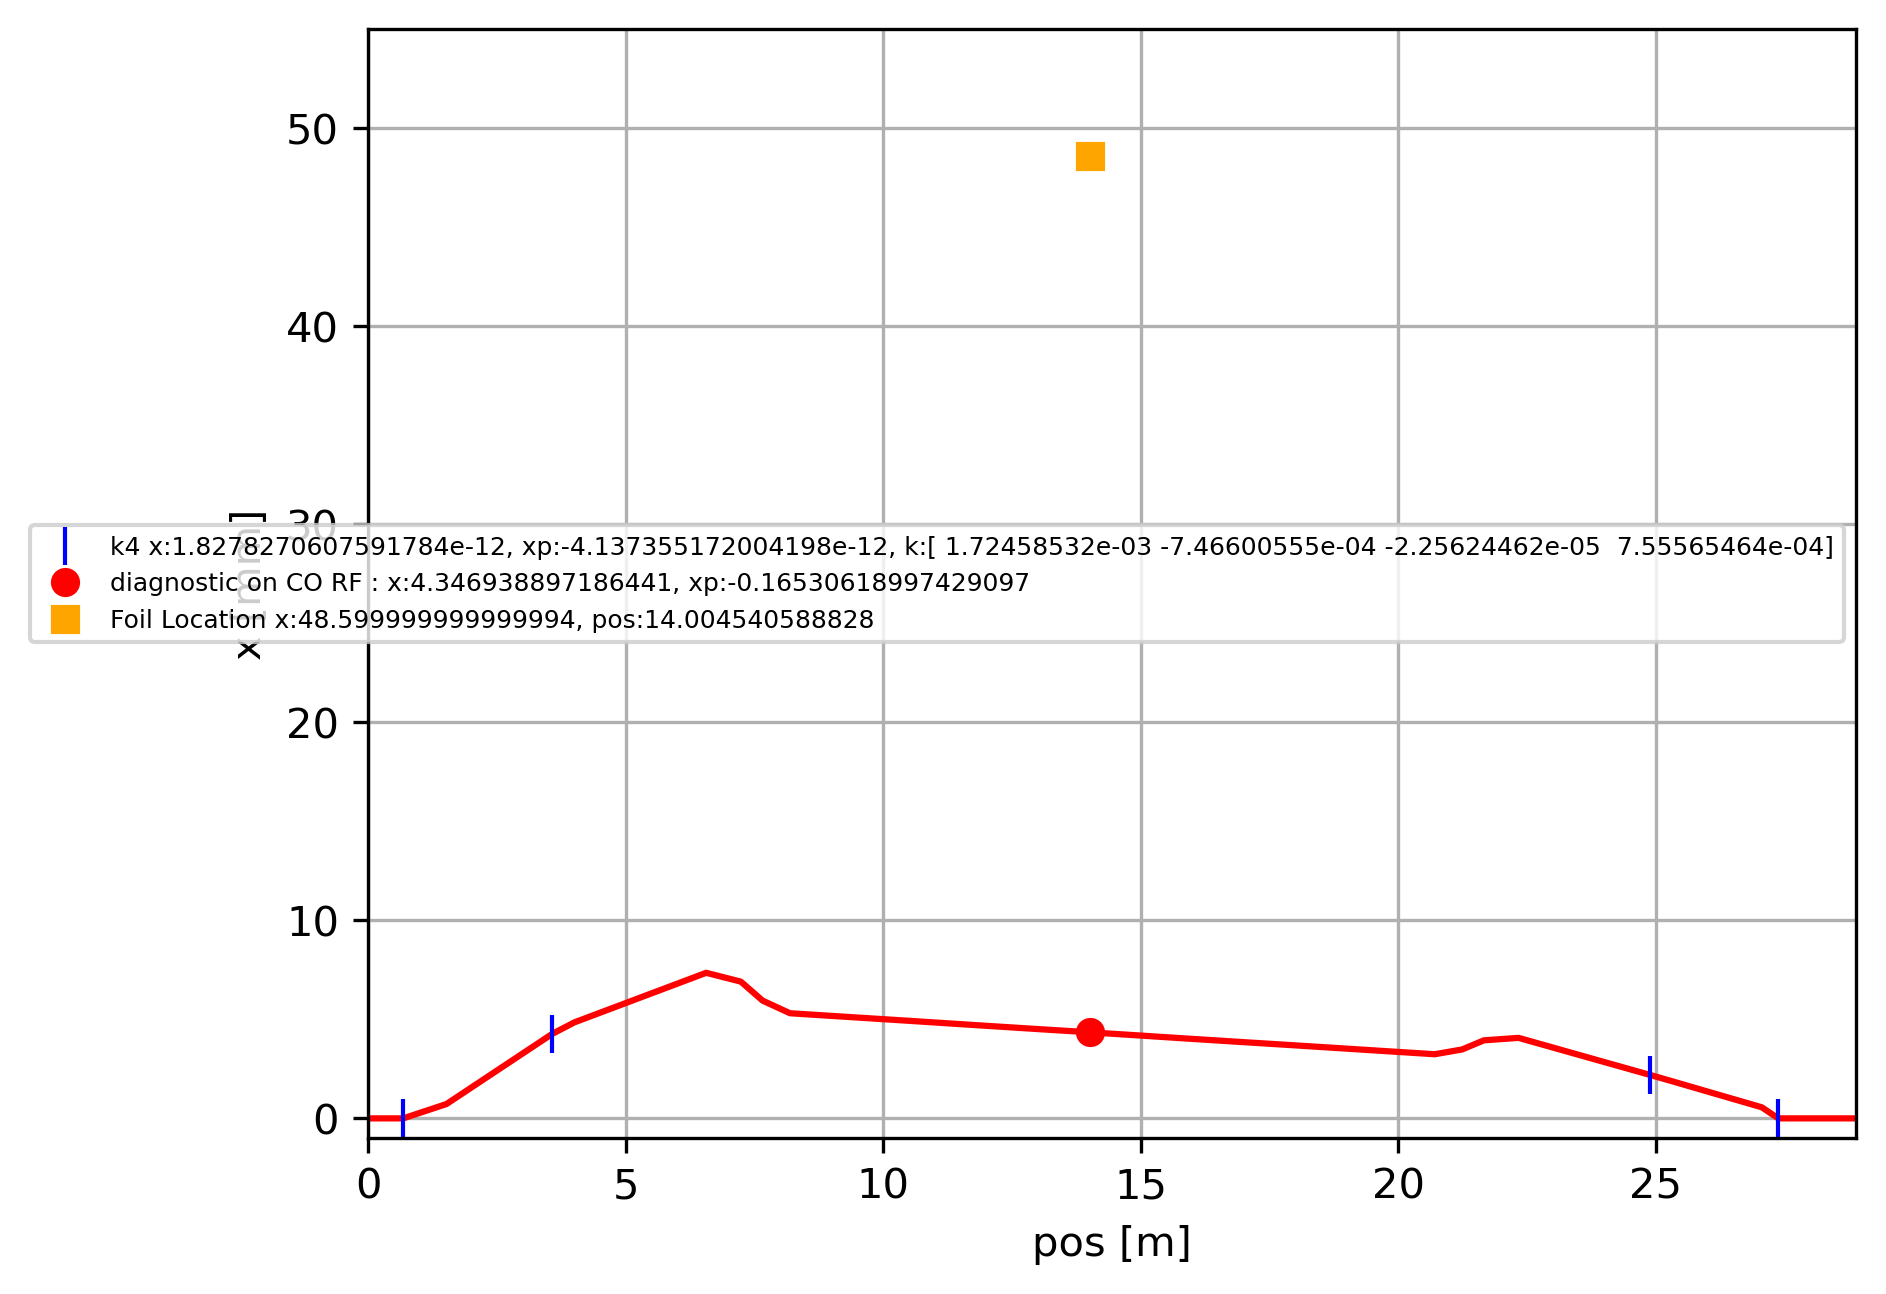 50
40
30
20
10
0
x [mm]
k4 x:1.8278270607591784e-12, xp:-4.137355172004198e-12, k:[ 1.72458532e-03 -7.46600555e-04 -2.25624462e-05  7.55565464e-04]
diagnostic on CO RF : x:4.346938897186441, xp:-0.16530618997429097
Foil Location x:48.599999999999994, pos:14.004540588828
0 5 10 15 20 25
pos [m]